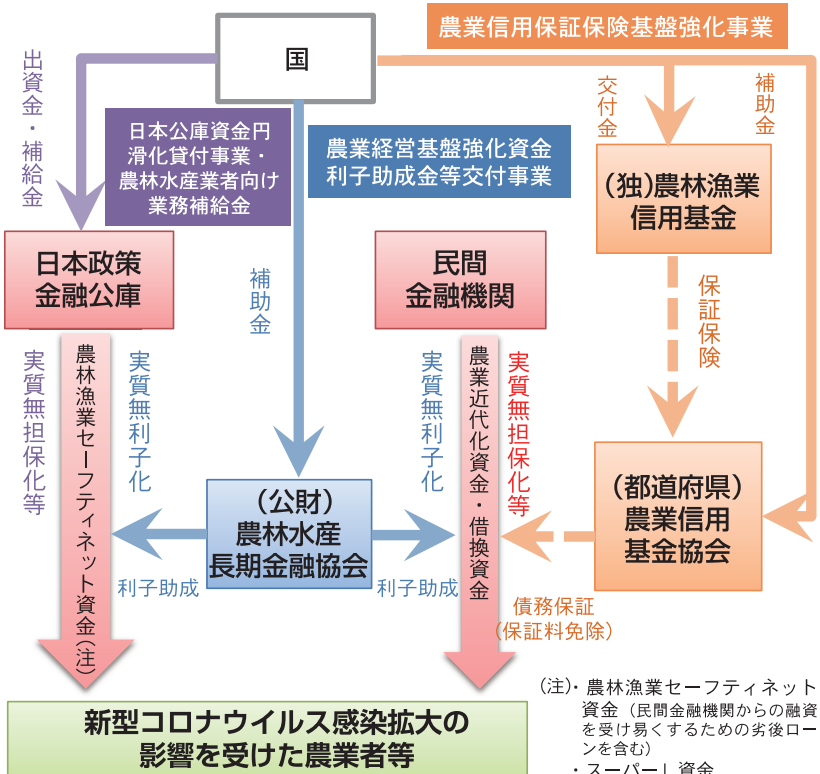 農業信用保証保険基盤強化事業
国
出資金・補給金
日本公庫資金円
滑化貸付事業・
農林水産業者向け
業務補給金
農業経営基盤強化資金
利子助成金等交付事業
交付金
補助金
(独)農林漁業
信用基金
日本政策
金融公庫
補助金
民間
金融機関
保証保険
実質無担保化等
農林漁業セーフティネット資金(注)
実質無利子化
実質無利子化
農業近代化資金・借換資金
実質無担保化等
(公財)
農林水産
長期金融協会
(都道府県)
農業信用
基金協会
利子助成
利子助成
債務保証
(保証料免除)
新型コロナウイルス感染拡大の
影響を受けた農業者等
(注)・農林漁業セーフティネット
資金(民間金融機関からの融資
を受け易くするための劣後ロー
ンを含む)
・スーパーL資金